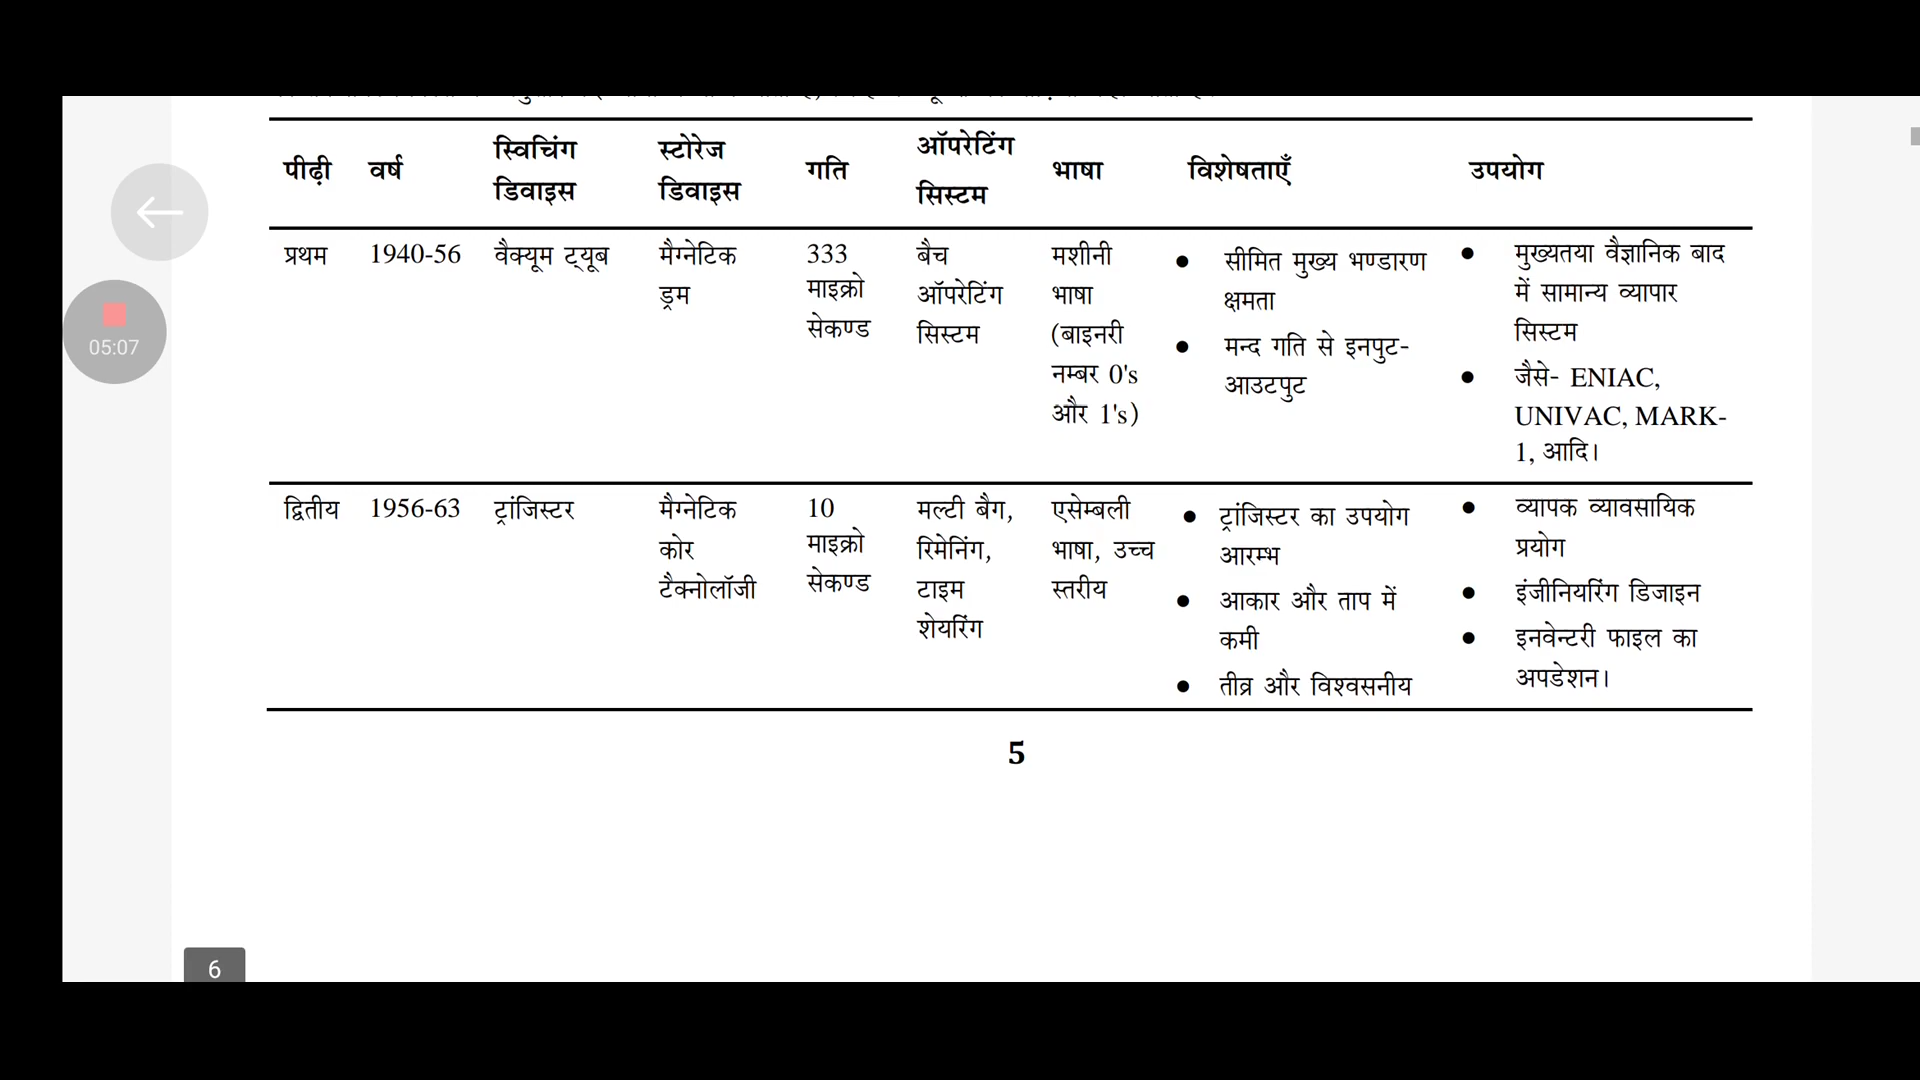 पीढ़ी वर्ष स्विचिंग डिवाइस स्टोरेज डिवाइस गति ऑपरेटिंग सिस्टम भाषा विशेषताएँ उपयोग
प्रथम 1940-56 वैक्यूम ट्यूब मैग्नेटिक ड्रम 333 माइक्रो सेकण्ड बैच ऑपरेटिंग सिस्टम मशीनी भाषा (बाइनरी नम्बर 0's और 1's)
● सीमित मुख्य भण्डारण क्षमता
● मन्द गति से इनपुट-आउटपुट
● मुख्यतया वैज्ञानिक बाद में सामान्य व्यापार सिस्टम
● जैसे- ENIAC, UNIVAC, MARK-1, आदि।
05:07
द्वितीय 1956-63 ट्रांजिस्टर मैग्नेटिक कोर टैक्नोलॉजी 10 माइक्रो सेकण्ड मल्टी बैग, रिमेनिंग, टाइम शेयरिंग एसेम्बली भाषा, उच्च स्तरीय
● ट्रांजिस्टर का उपयोग आरम्भ
● आकार और ताप में कमी
● तीव्र और विश्वसनीय
● व्यापक व्यावसायिक प्रयोग
● इंजीनियरिंग डिजाइन
● इनवेन्टरी फाइल का अपडेशन।
5
6